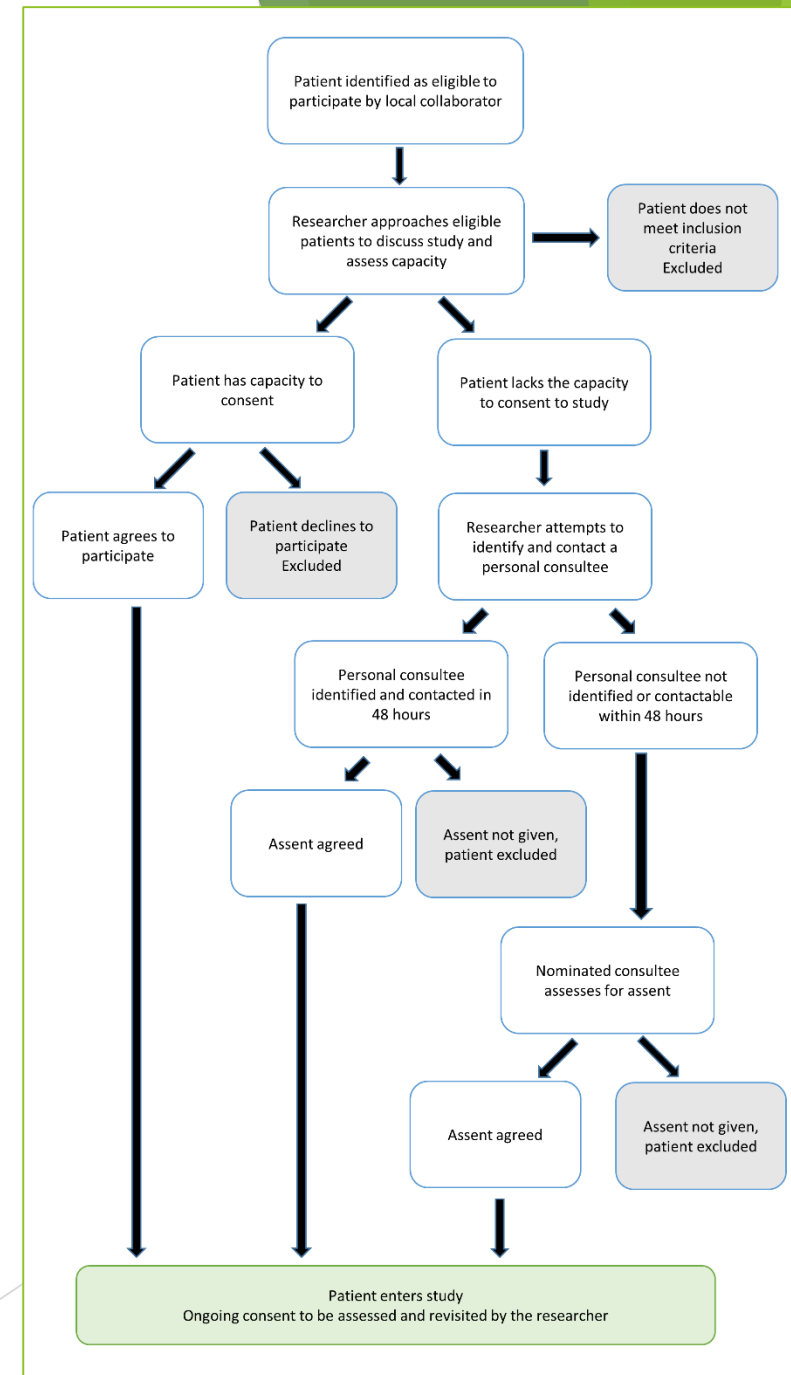 Patient identified as eligible to
participate by local collaborator
Researcher approaches eligible
patients to discuss study and
assess capacity
Patient does not
meet inclusion
criteria
Excluded
Patient has capacity to
consent
Patient lacks the capacity
to consent to study
Patient agrees to
participate
Patient declines to
participate
Excluded
Researcher attempts to
identify and contact a
personal consultee
Personal consultee
identified and contacted in
48 hours
Personal consultee not
identified or contactable
within 48 hours
Assent agreed
Assent not given,
patient excluded
Nominated consultee
assesses for assent
Assent agreed
Assent not given,
patient excluded
Patient enters study
Ongoing consent to be assessed and revisited by the researcher